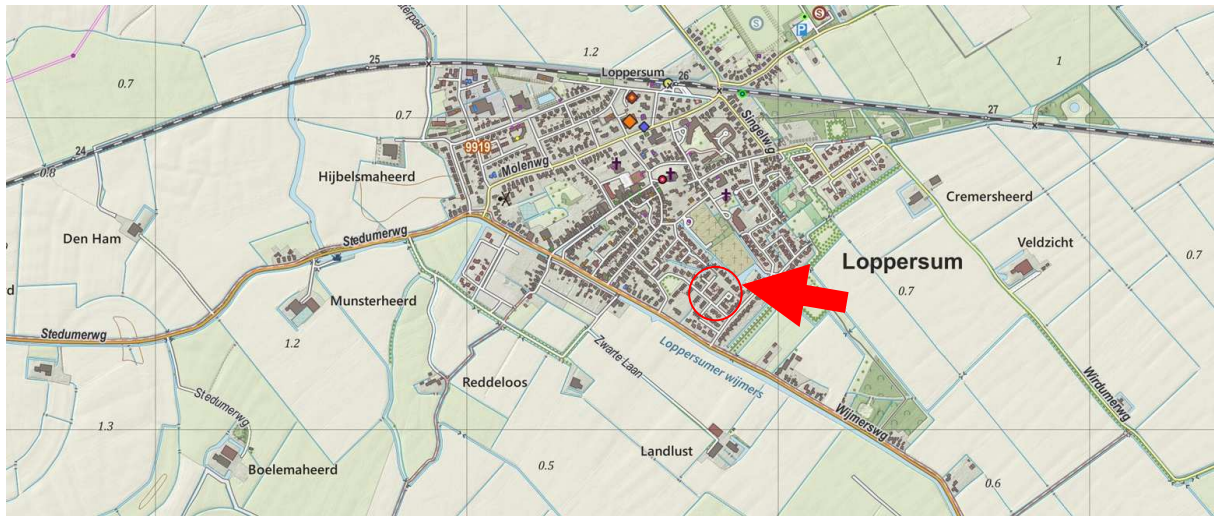 terpad
S
P
1.2
25
Loppersum
26
1
0.7
27
0.7
Singelwg
24
9919
0.8
Molenwg
Hijbelsmaheerd
Cremersheerd
Den Ham
Stedumerwg
Veldzicht
Loppersum
0.7
d
Munsterheerd
0.7
Stedumerwg
1.2
Loppersumer wijmers
Zwarte Laan
Reddeloos
Wirdumerwg
Stedumerwg
Wijmerswg
1.3
Landlust
Boelemaheerd
0.5
0.6